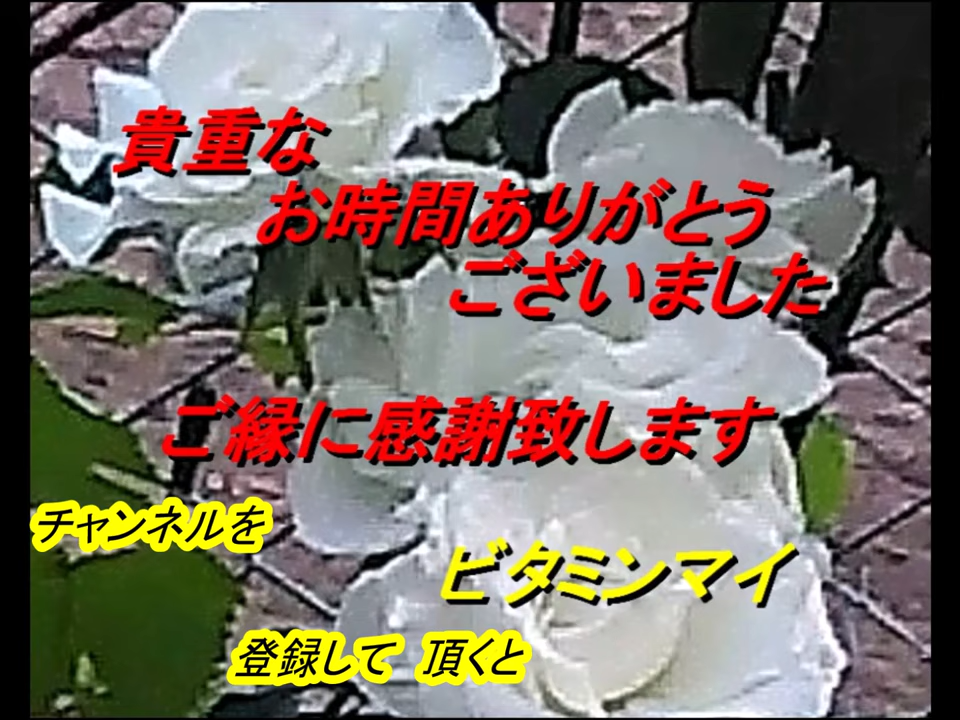 貴重な
お時間ありがとう
ございました
ご縁に感謝致します
チャンネルを
ビタミンマイ
登録して 頂くと